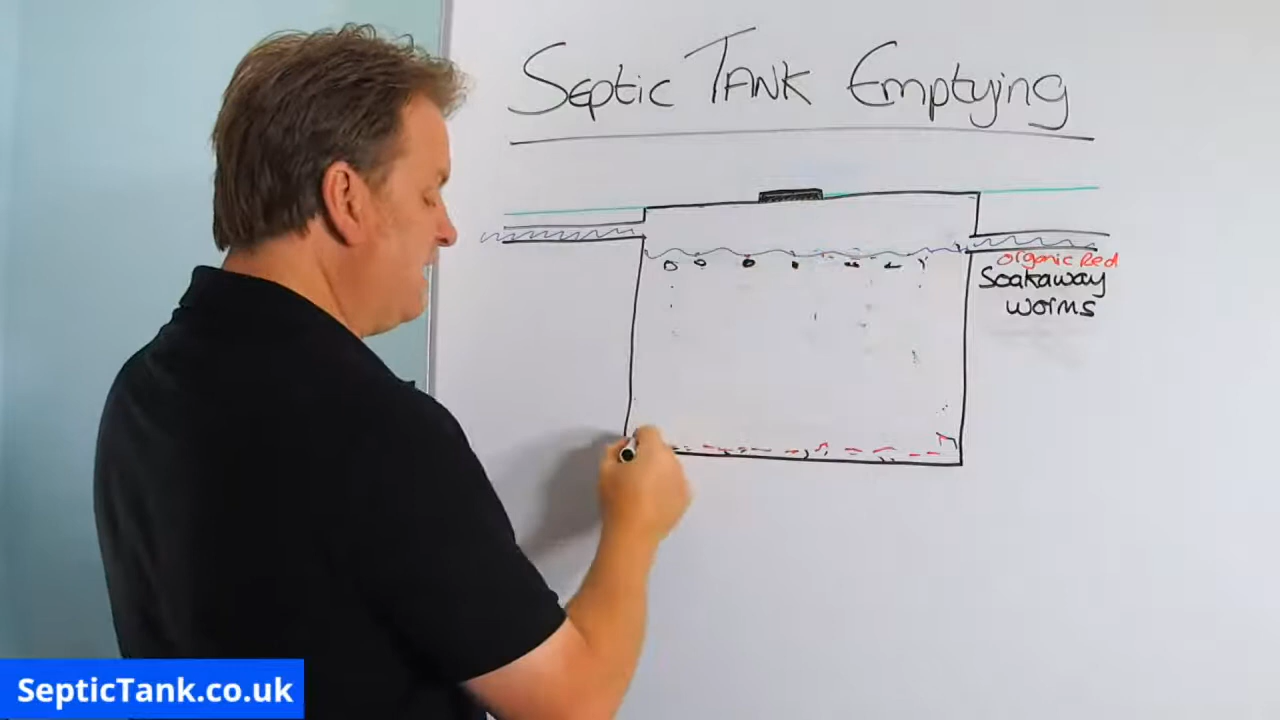 Septic Tank Emptying
organic Red
Soakaway
worms
SepticTank.co.uk